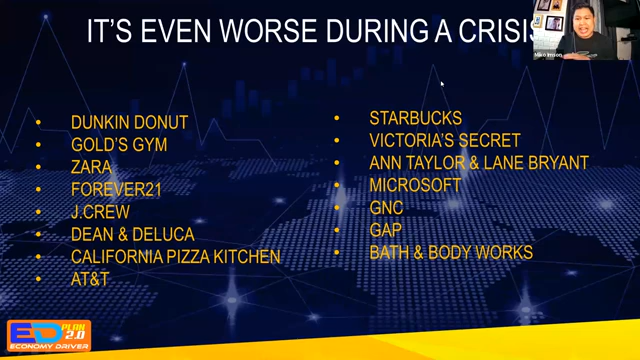 IT'S EVEN WORSE DURING A CRISIS
DUNKIN DONUT
GOLD'S GYM
ZARA
FOREVER21
J.CREW
DEAN & DELUCA
CALIFORNIA PIZZA KITCHEN
AT&T
STARBUCKS
VICTORIA'S SECRET
ANN TAYLOR & LANE BRYANT
MICROSOFT
GNC
GAP
BATH & BODY WORKS
ED PLAN
2.0
ECONOMY DRIVER